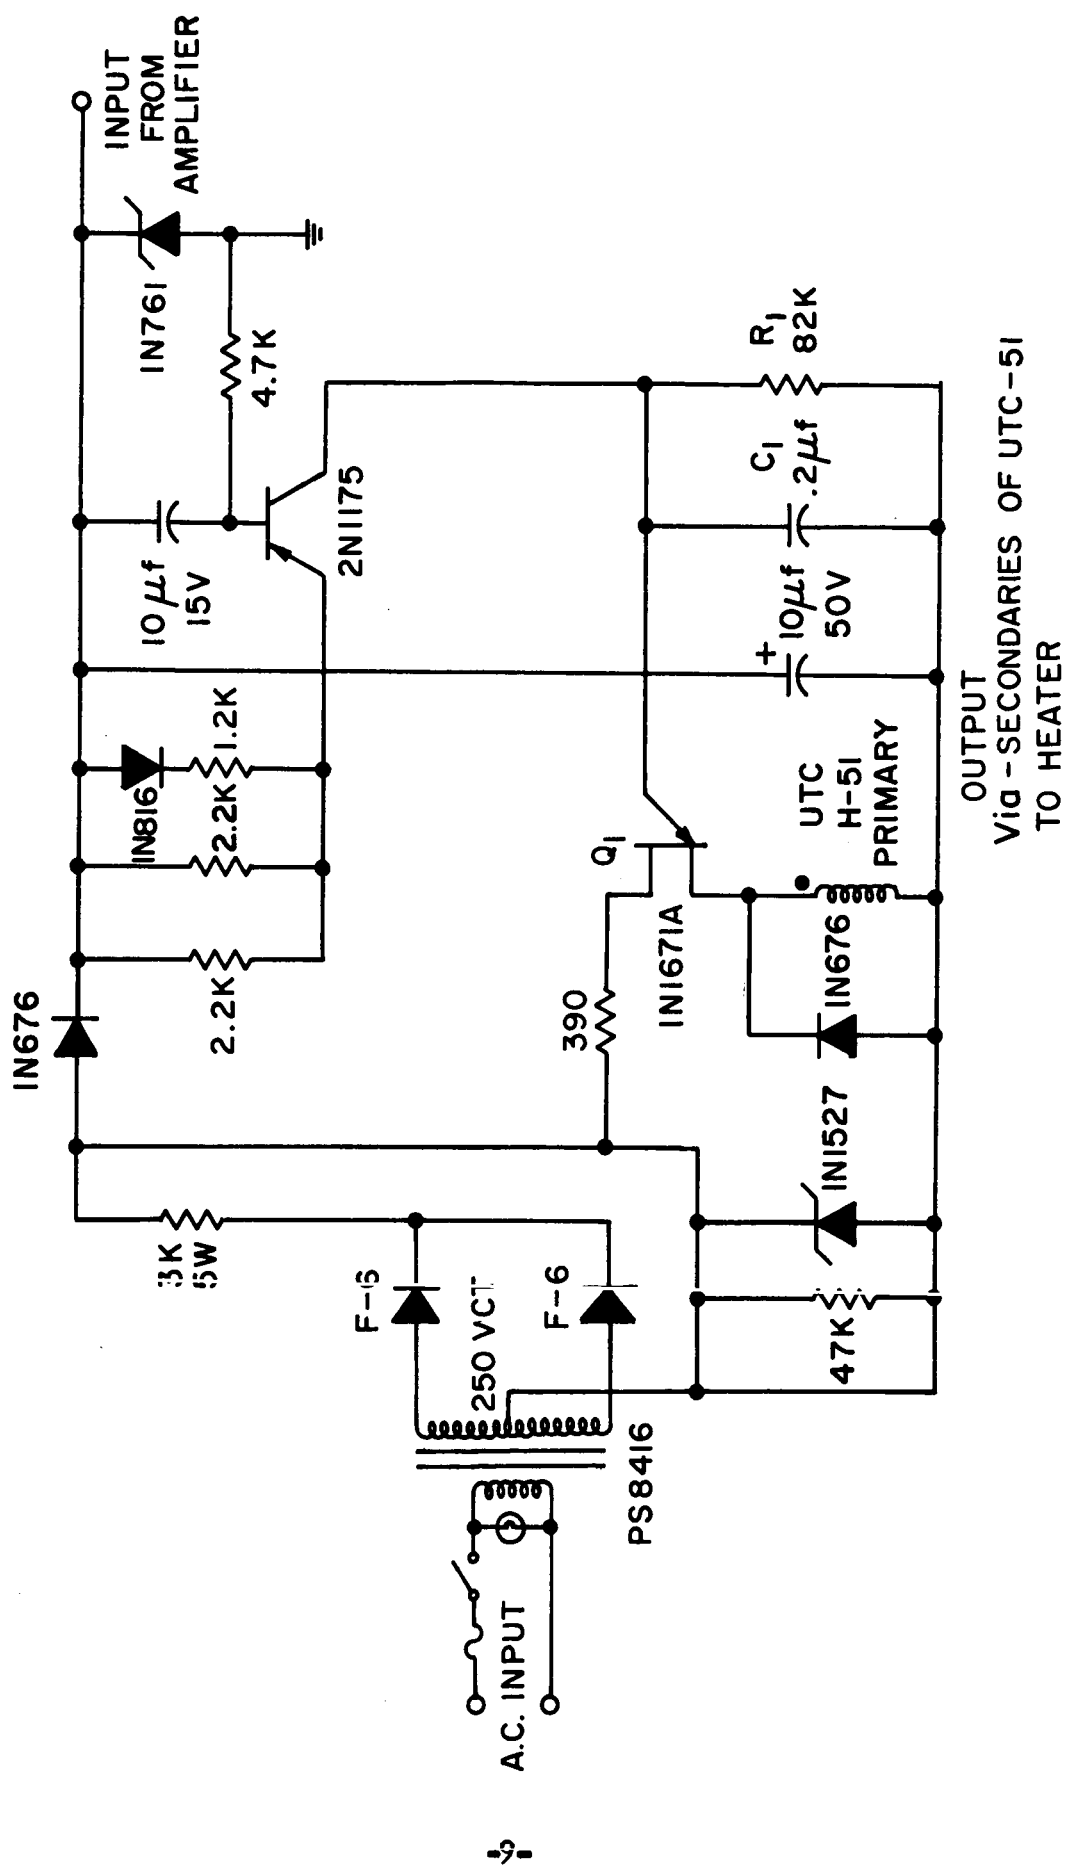 INPUT
FROM
AMPLIFIER
IN761
4.7K
10µf
15V
2N1175
IN816
1.2K
2.2K
2.2K
IN676
R1
82K
C1
.2µf
+
10µf
50V
UTC
H-51
PRIMARY
Q1
IN1671A
390
IN676
IN1527
47K
3K
5W
F-6
250VCT
F-6
PS8416
A.C. INPUT
OUTPUT
Via-SECONDARIES OF UTC-51
TO HEATER
-9-